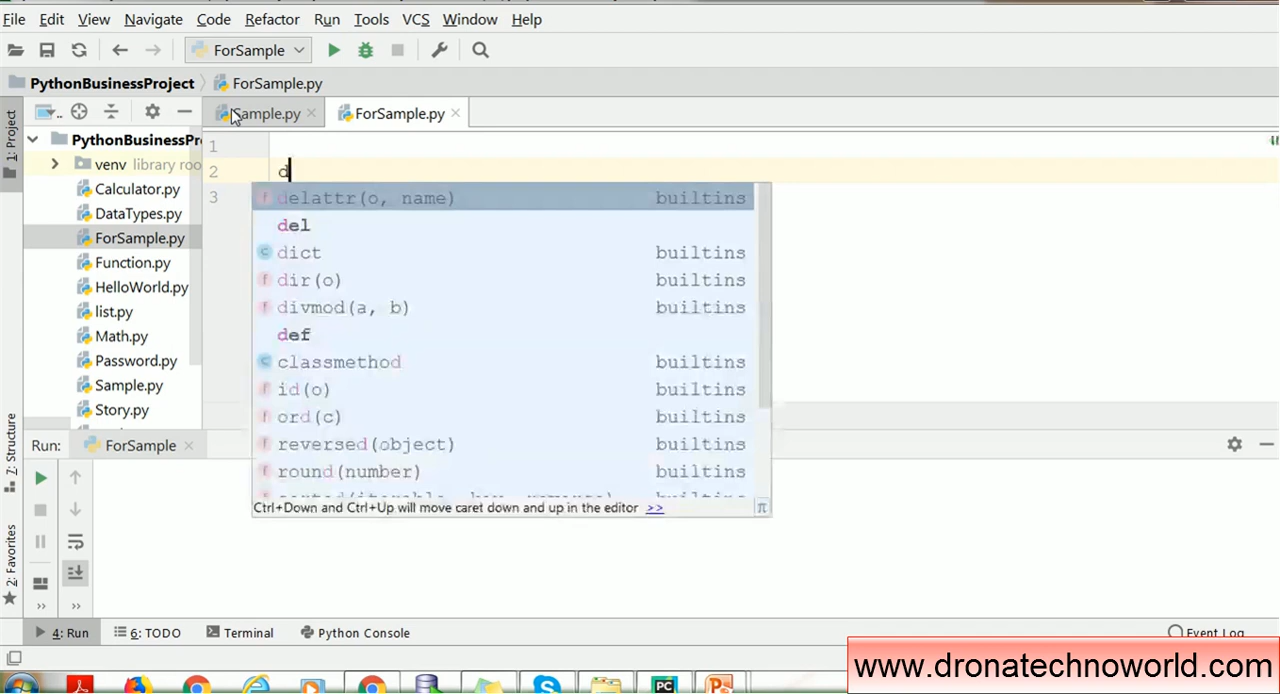 File Edit View Navigate Code Refactor Run Tools VCS Window Help
ForSample
PythonBusinessProject ForSample.py
1: Project
Sample.py ForSample.py
PythonBusinessPr
venv library roo
Calculator.py
DataTypes.py
ForSample.py
Function.py
HelloWorld.py
list.py
Math.py
Password.py
Sample.py
Story.py
1
2 d
3
delattr(o, name) builtins
del
dict builtins
dir(o) builtins
divmod(a, b) builtins
def
classmethod builtins
id(o) builtins
ord(c) builtins
reversed(object) builtins
round(number) builtins
Ctrl+Down and Ctrl+Up will move caret down and up in the editor >> π
Run: ForSample
Z: Structure
2: Favorites
4: Run 6: TODO Terminal Python Console Event Log
www.dronatechnoworld.com